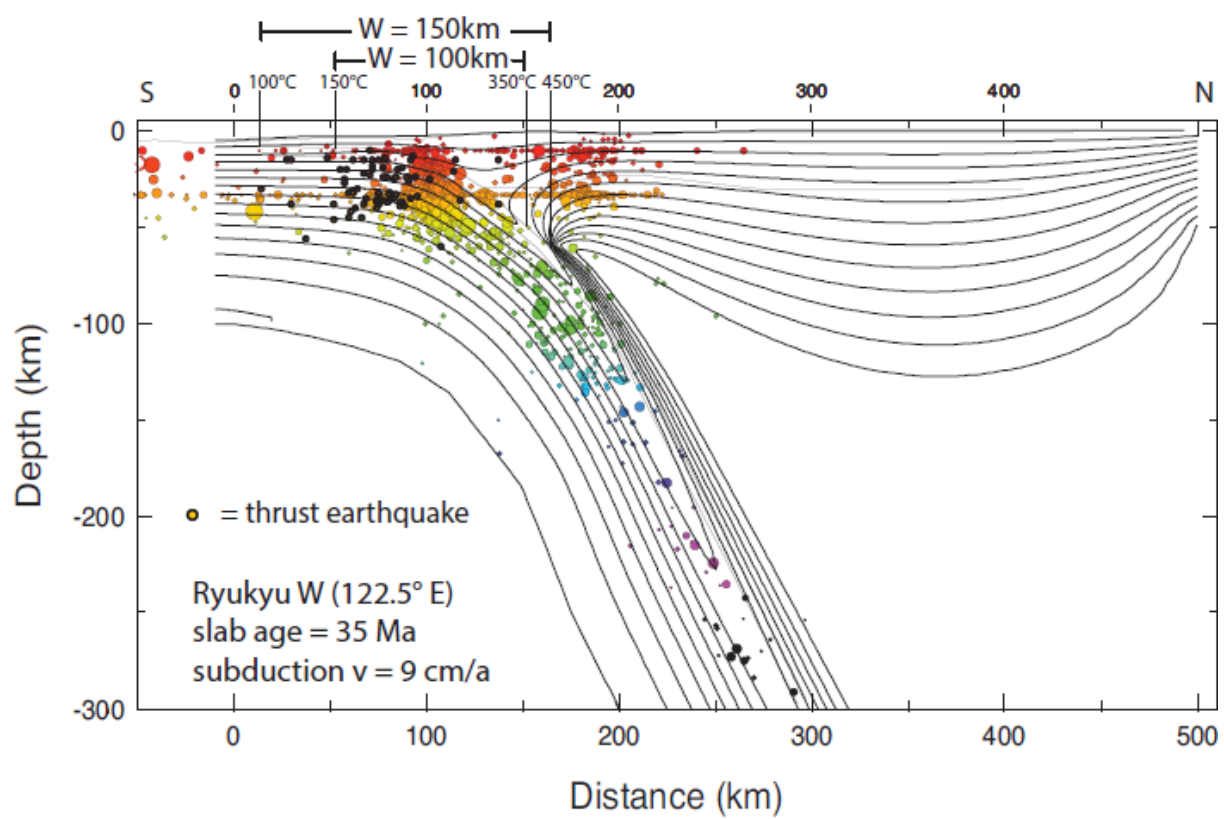 W = 150km
W = 100km
100°C 150°C 350°C 450°C
S 0 100 200 300 400 N
0
-100
-200
-300
Depth (km)
= thrust earthquake
Ryukyu W (122.5° E)
slab age = 35 Ma
subduction v = 9 cm/a
0 100 200 300 400 500
Distance (km)